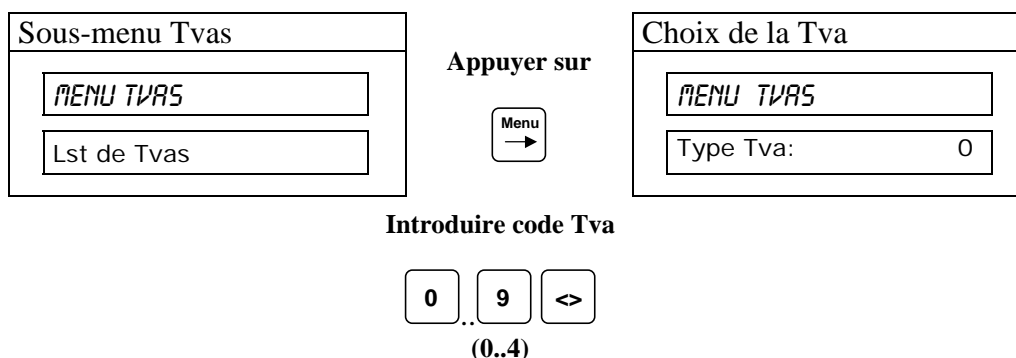 Sous-menu Tvas
MENU TVAS
Lst de Tvas
Appuyer sur
Menu
Choix de la Tva
MENU TVAS
Type Tva: 0
Introduire code Tva
0 .. 9 <>
(0..4)